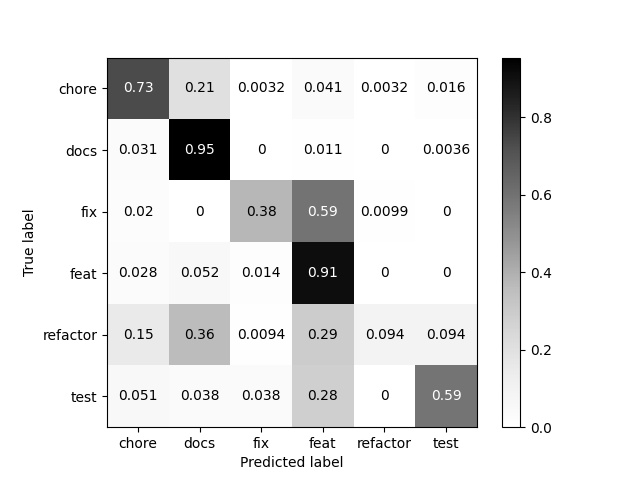 chore 0.73 0.21 0.0032 0.041 0.0032 0.016
docs 0.031 0.95 0 0.011 0 0.0036
fix 0.02 0 0.38 0.59 0.0099 0
feat 0.028 0.052 0.014 0.91 0 0
refactor 0.15 0.36 0.0094 0.29 0.094 0.094
test 0.051 0.038 0.038 0.28 0 0.59
chore docs fix feat refactor test
Predicted label
True label
0.8
0.6
0.4
0.2
0.0